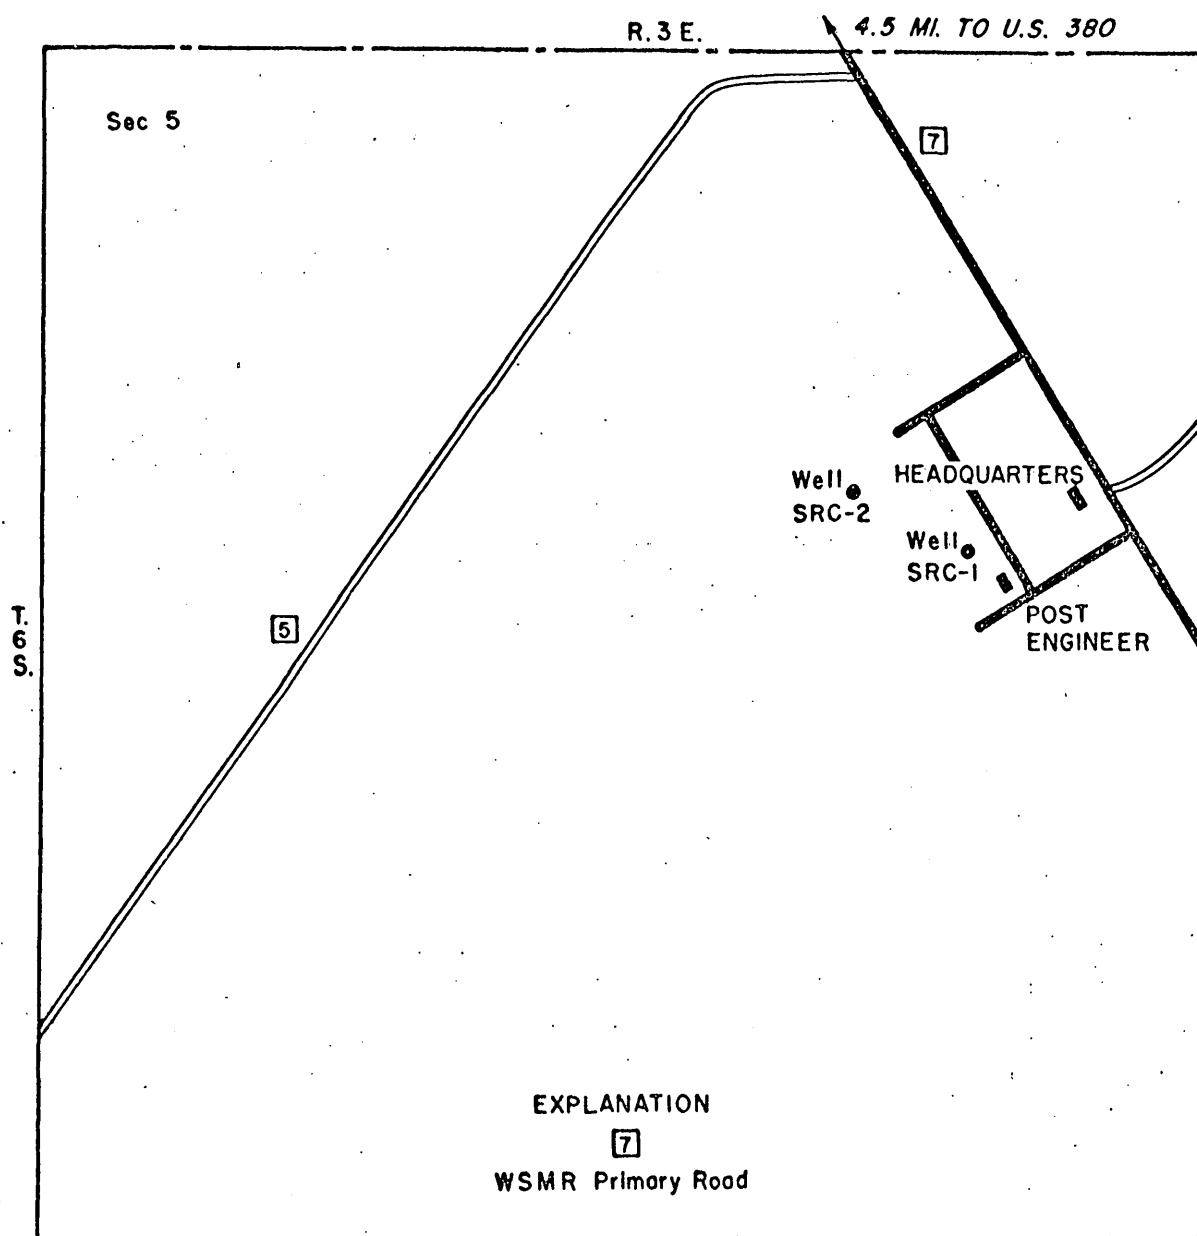 R. 3 E.
4.5 MI. TO U.S. 380
Sec 5
7
HEADQUARTERS
Well
SRC-2
Well
SRC-1
T.
6
S.
5
POST
ENGINEER
EXPLANATION
7
WSMR Primary Road